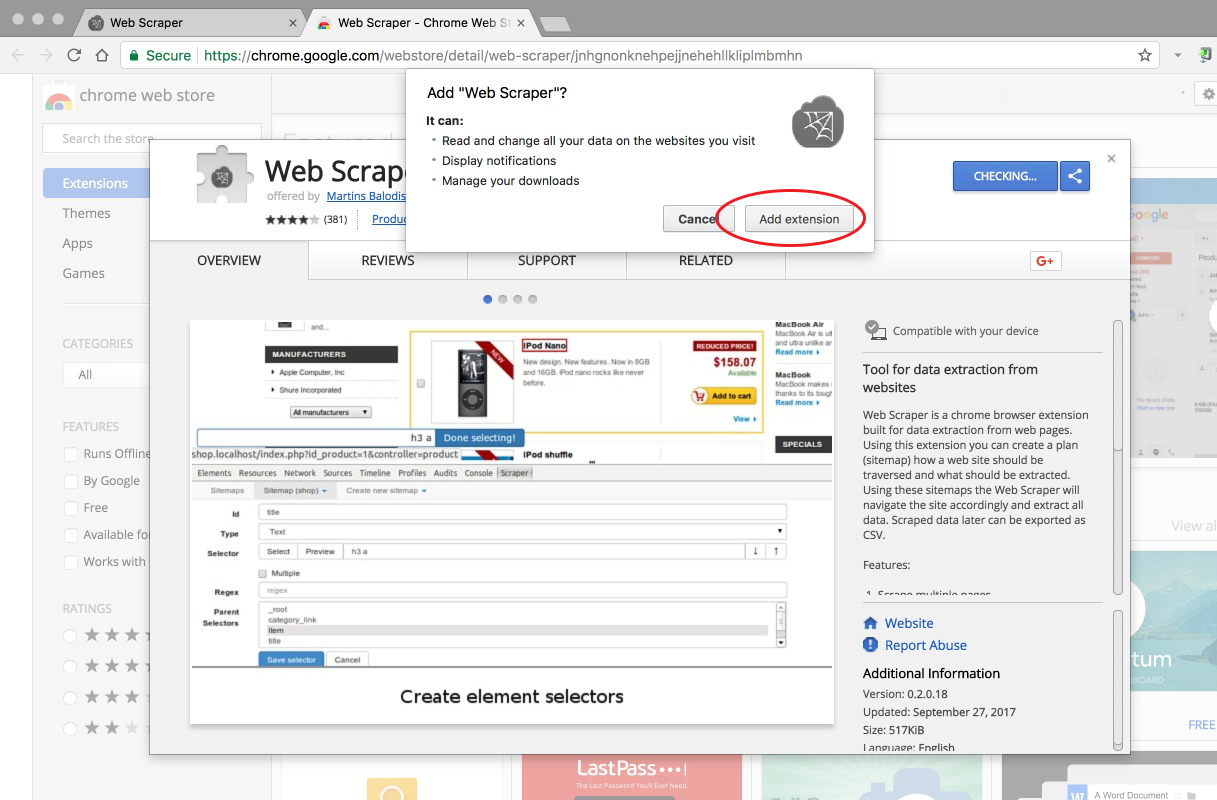 Web Scraper
Web Scraper - Chrome Web St
Secure
https://chrome.google.com/webstore/detail/web-scraper/jnhgnonknehpejjnehehllkliplmbmhn
chrome web store
Search the store
Extensions
Themes
Apps
Games
CATEGORIES
All
FEATURES
Runs Offline
By Google
Free
Available fo
Works with
RATINGS
Add "Web Scraper"?
It can:
Read and change all your data on the websites you visit
Display notifications
Manage your downloads
Cancel
Add extension
Web Scrap
offered by Martins Balodis
(381)
Produc
CHECKING...
OVERVIEW
REVIEWS
SUPPORT
RELATED
G+
and...
MANUFACTURERS
Apple Computer, Inc
Shure Incorporated
All manufacturers
NEW
iPod Nano
New design. New features. Now in 8GB
and 16GB. iPod nano rocks like never
before.
REDUCED PRICE!
$158.07
Available
Add to cart
View
MacBook Air
MacBook Air is ul
and ultra unlike ar
Read more
MacBook
MacBook makes i
thanks to its tougl
Read more
SPECIALS
h3 a
Done selecting!
shop.localhost/index.php?id_product=1&controller=product
iPod shuffle
Elements Resources Network Sources Timeline Profiles Audits Console Scraper
Sitemaps Sitemap (shop) Create new sitemap
Id title
Type Text
Selector Select Preview h3 a
Multiple
Regex regex
Parent
Selectors
_root
category_link
item
title
Save selector
Cancel
Create element selectors
Compatible with your device
Tool for data extraction from
websites
Web Scraper is a chrome browser extension
built for data extraction from web pages.
Using this extension you can create a plan
(sitemap) how a web site should be
traversed and what should be extracted.
Using these sitemaps the Web Scraper will
navigate the site accordingly and extract all
data. Scraped data later can be exported as
CSV.
Features:
1. Scrape multiple pages
Website
Report Abuse
Additional Information
Version: 0.2.0.18
Updated: September 27, 2017
Size: 517KiB
Language: English
Google
View al
tum
BOARD
FREE
LastPass
The Last Password You'll Ever Need.
A Word Document